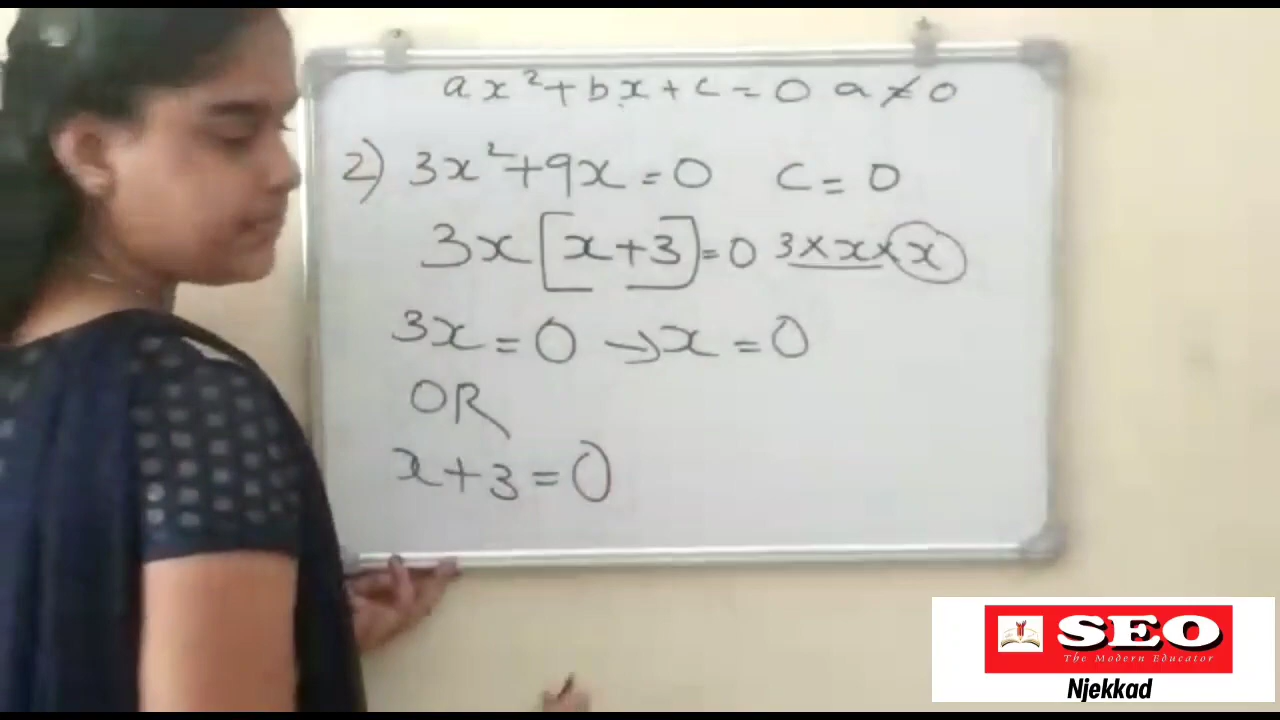 ax²+bx+c=0 a≠0
2) 3x²+9x=0 c=0
3x[x+3]=0 3×x×x
3x=0→x=0
OR
x+3=0
SEO
The Modern Educator
Njekkad